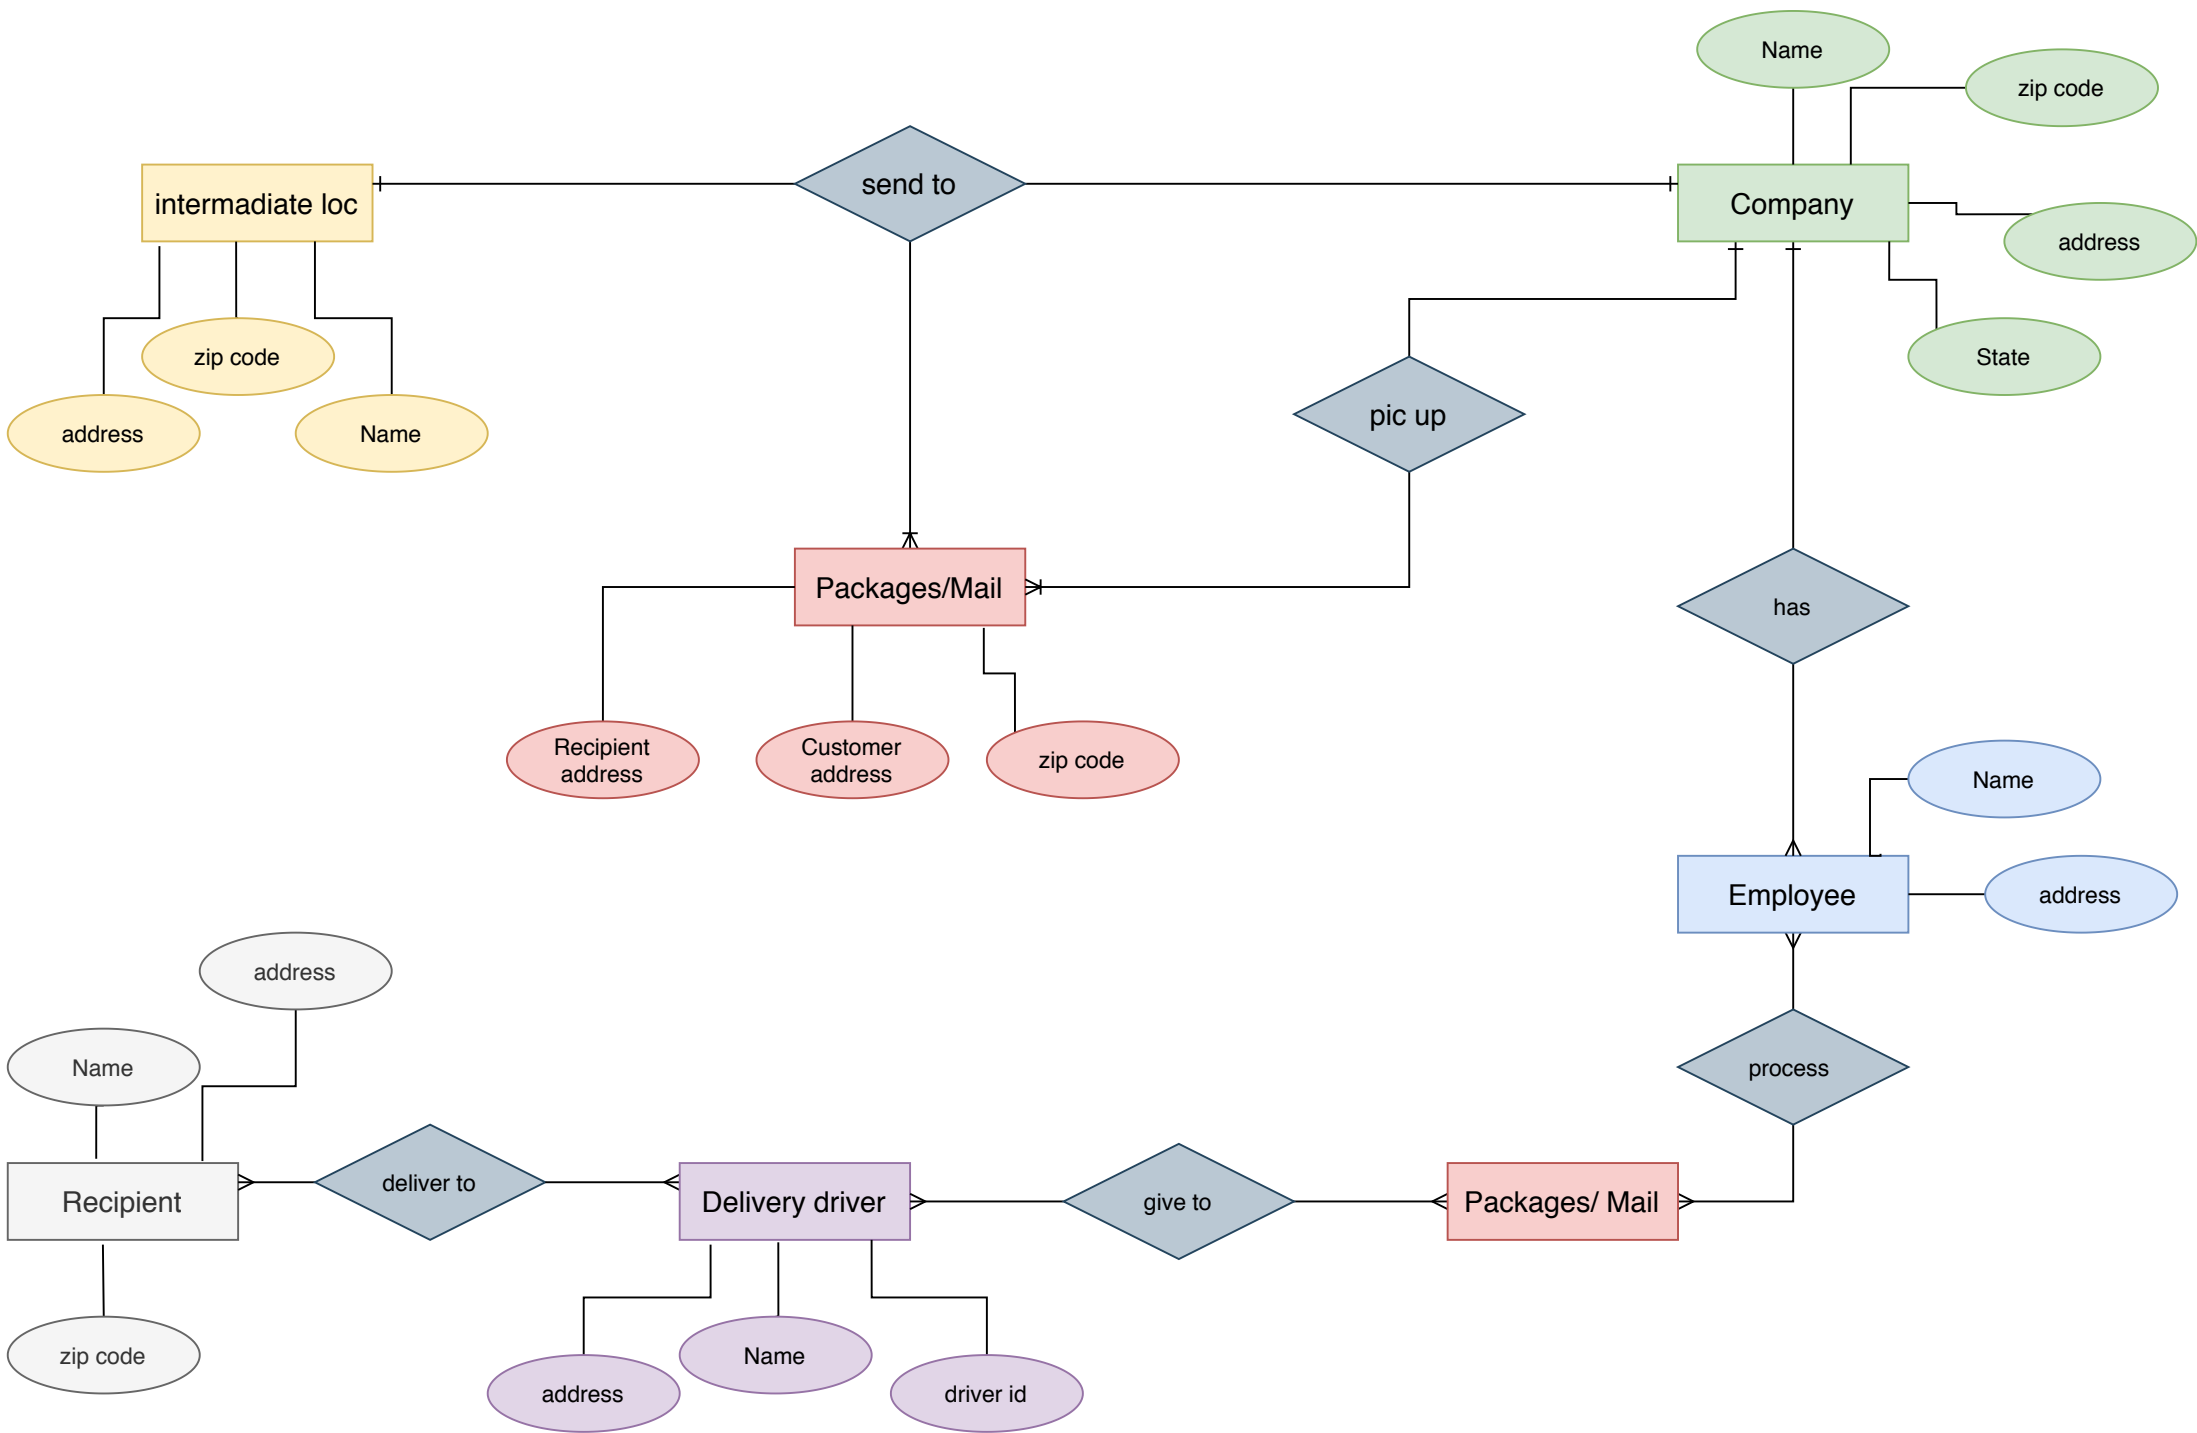 Name
zip code
send to
intermadiate loc
Company
address
State
zip code
address
Name
pic up
Packages/Mail
has
Recipient
address
Customer
address
zip code
Name
Employee
address
address
Name
process
Recipient
deliver to
Delivery driver
give to
Packages/ Mail
zip code
address
Name
driver id